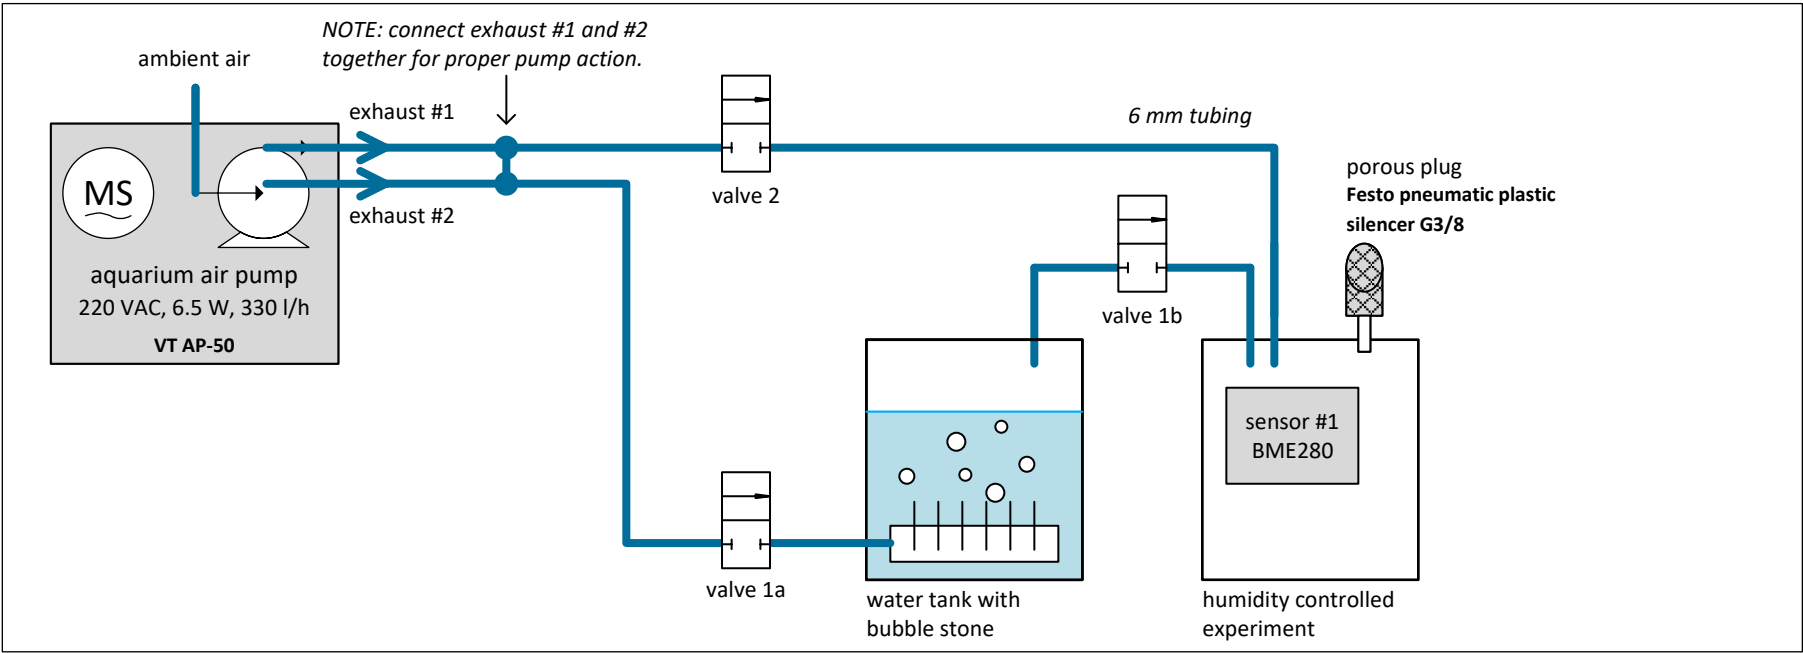 NOTE: connect exhaust #1 and #2
together for proper pump action.
ambient air
exhaust #1
exhaust #2
MS
aquarium air pump
220 VAC, 6.5 W, 330 l/h
VT AP-50
valve 2
6 mm tubing
porous plug
Festo pneumatic plastic
silencer G3/8
valve 1b
sensor #1
BME280
valve 1a
water tank with
bubble stone
humidity controlled
experiment